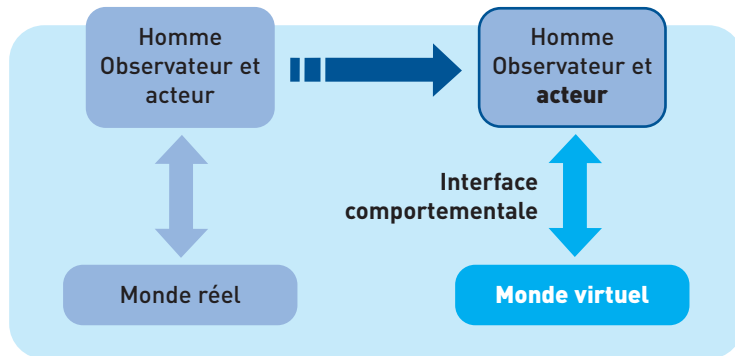 Homme
Observateur et
acteur
Homme
Observateur et
acteur
Interface
comportementale
Monde réel
Monde virtuel